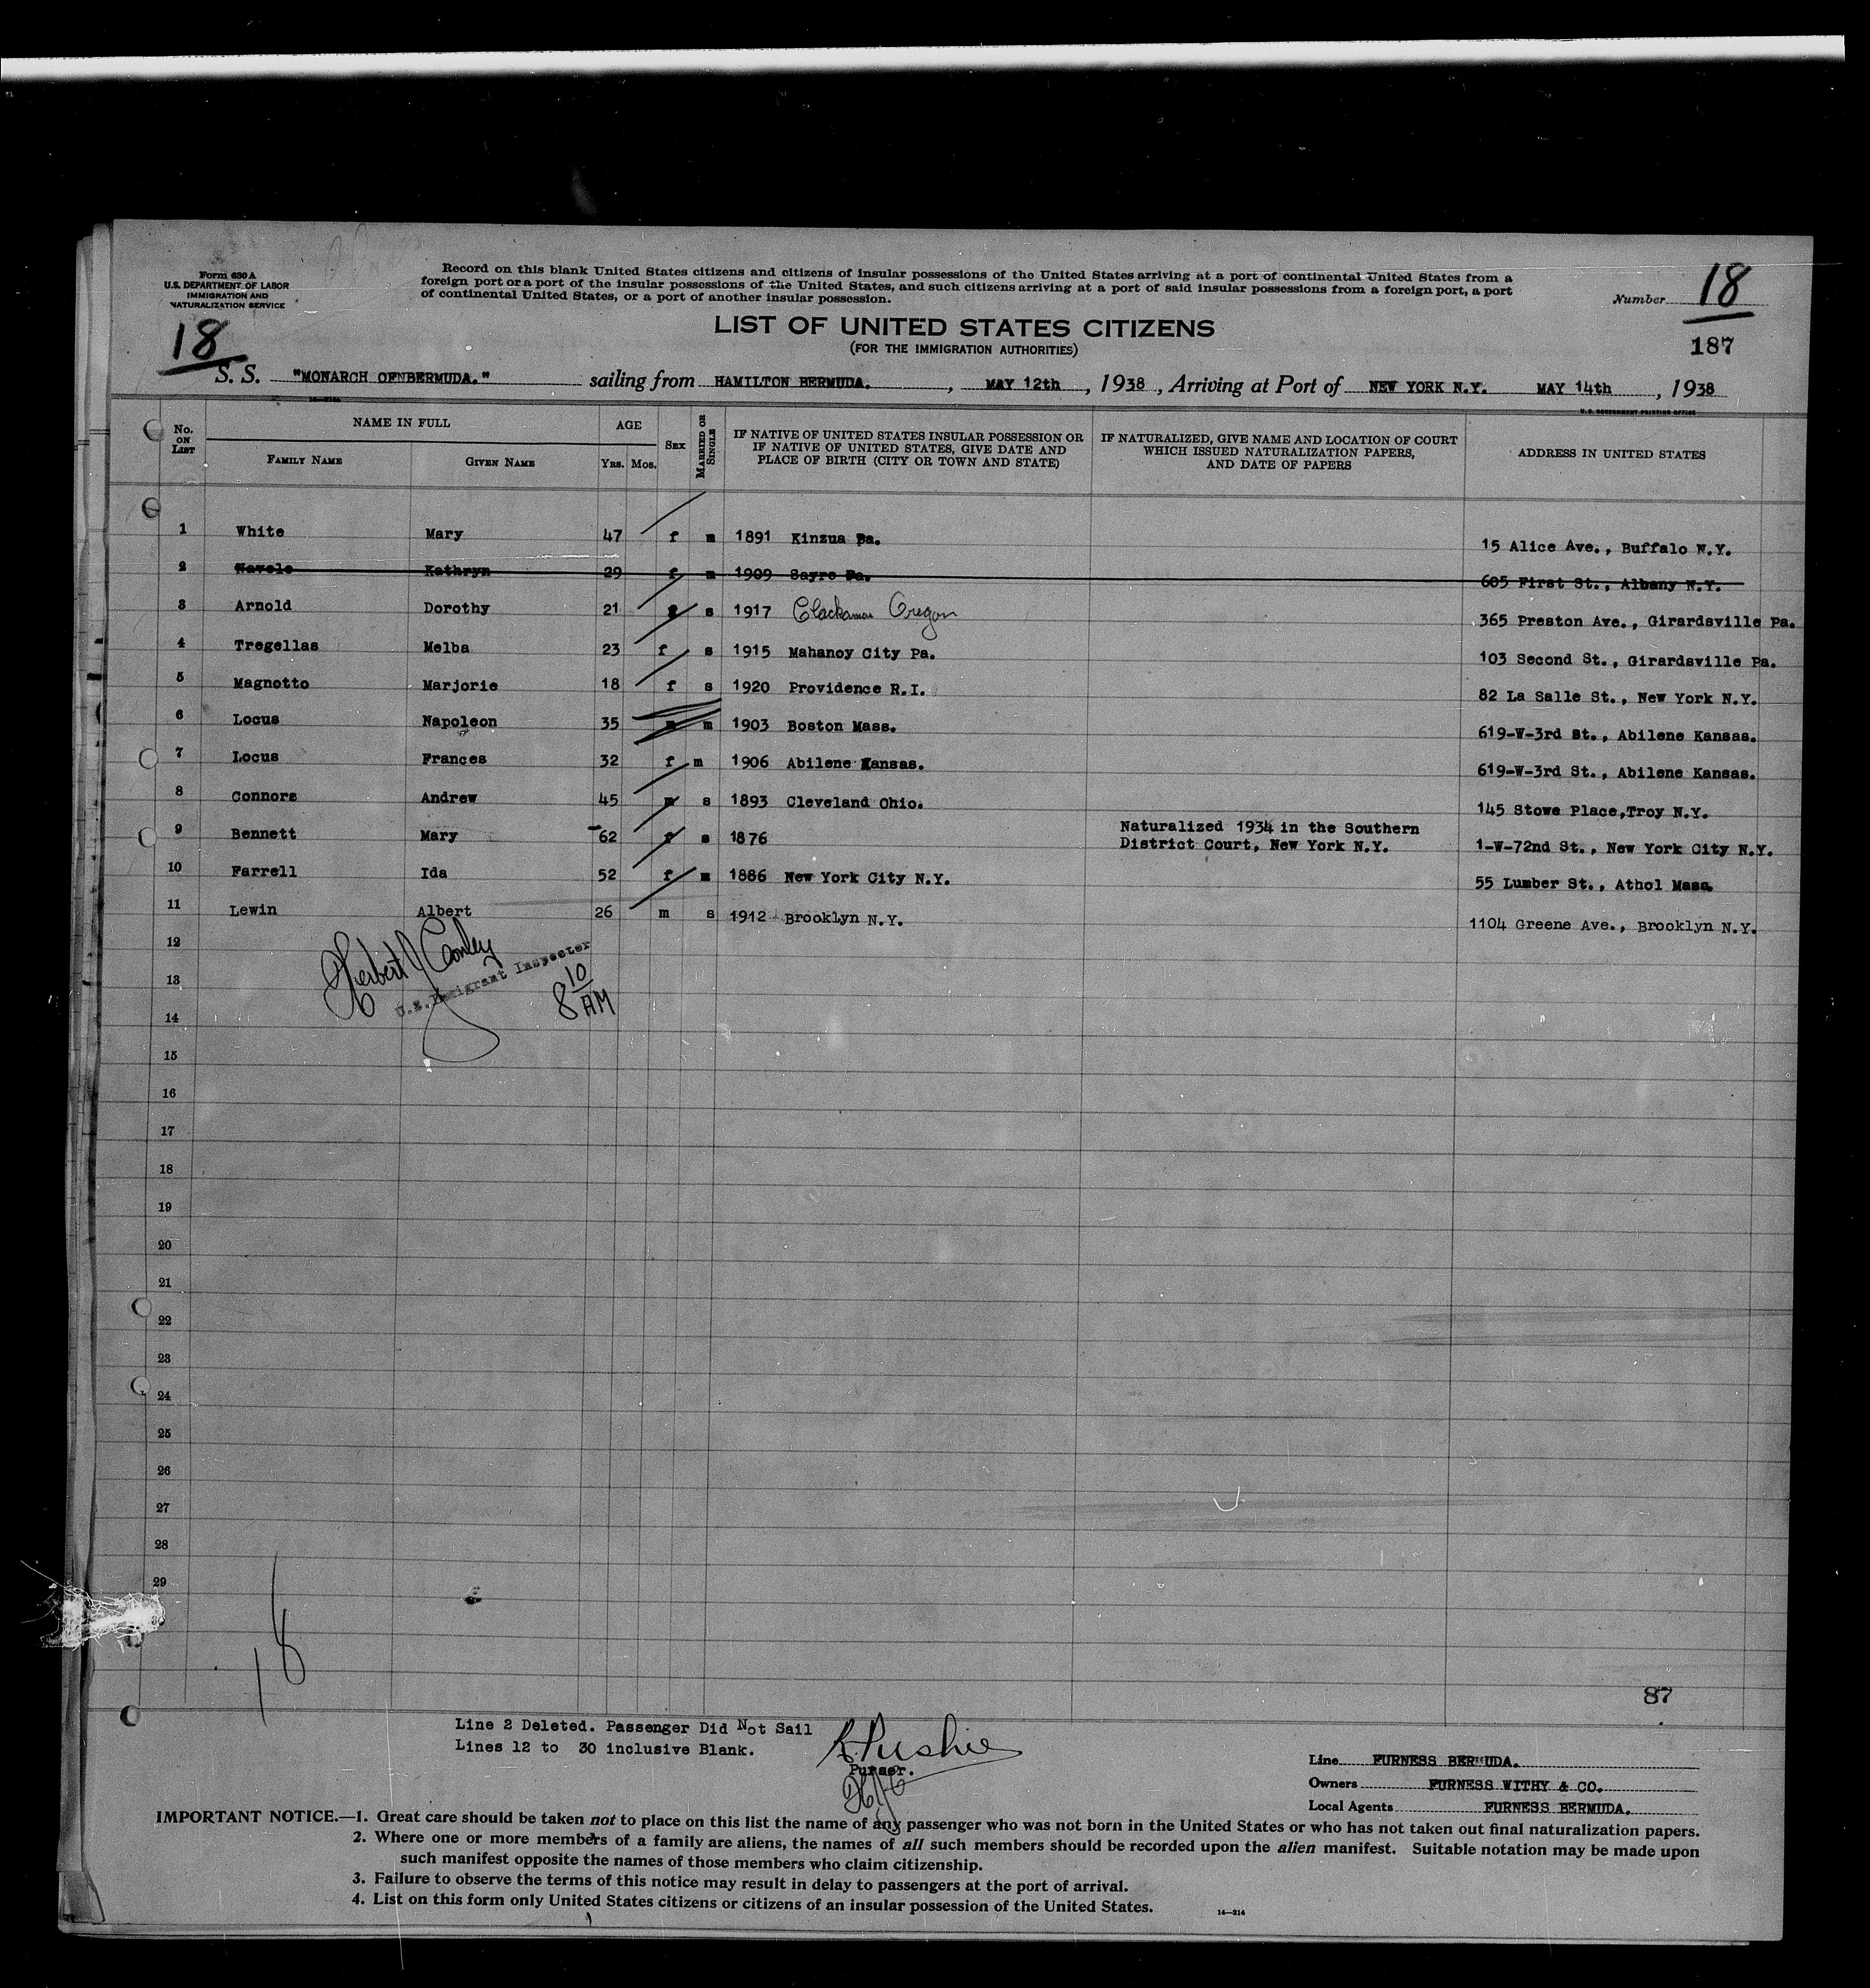 Form 630 A
U.S. DEPARTMENT OF LABOR
IMMIGRATION AND
NATURALIZATION SERVICE
Record on this blank United States citizens and citizens of insular possessions of the United States arriving at a port of continental United States from a
foreign port or a port of the insular possessions of the United States, and such citizens arriving at a port of said insular possessions from a foreign port, a port
of continental United States, or a port of another insular possession.
Number 18
LIST OF UNITED STATES CITIZENS
(FOR THE IMMIGRATION AUTHORITIES)
187
18
S. S. "MONARCH OFNBERMUDA." sailing from HAMILTON BERMUDA. , MAY 12th , 1938 , Arriving at Port of NEW YORK N.Y. MAY 14th , 1938
U.S. GOVERNMENT PRINTING OFFICE
No. ON LIST NAME IN FULL FAMILY NAME GIVEN NAME AGE YRS. MOS. SEX MARRIED OR SINGLE IF NATIVE OF UNITED STATES INSULAR POSSESSION OR IF NATIVE OF UNITED STATES, GIVE DATE AND PLACE OF BIRTH (CITY OR TOWN AND STATE) IF NATURALIZED, GIVE NAME AND LOCATION OF COURT WHICH ISSUED NATURALIZATION PAPERS, AND DATE OF PAPERS ADDRESS IN UNITED STATES
1 White Mary 47 f m 1891 Kinzua Pa. 15 Alice Ave., Buffalo N.Y.
2 Kathryn 29 f m 1909 Sayre Pa. 605 First St., Albany N.Y.
3 Arnold Dorothy 21 f s 1917 Clackamas Oregon 365 Preston Ave., Girardsville Pa.
4 Tregellas Melba 23 f s 1915 Mahanoy City Pa. 103 Second St., Girardsville Pa.
5 Magnotto Marjorie 18 f s 1920 Providence R.I. 82 La Salle St., New York N.Y.
6 Locus Napoleon 35 m m 1903 Boston Mass. 619-W-3rd St., Abilene Kansas.
7 Locus Frances 32 f m 1906 Abilene Kansas. 619-W-3rd St., Abilene Kansas.
8 Connors Andrew 45 m s 1893 Cleveland Ohio. 145 Stowe Place,Troy N.Y.
9 Bennett Mary 62 f s 1876 Naturalized 1934 in the Southern District Court, New York N.Y. 1-W-72nd St., New York City N.Y.
10 Farrell Ida 52 f m 1886 New York City N.Y. 55 Lumber St., Athol Mass.
11 Lewin Albert 26 m s 1912 Brooklyn N.Y. 1104 Greene Ave., Brooklyn N.Y.
12
Herbert J Conley
U.S. Immigrant Inspector
8 10 AM
13
14
15
16
17
18
19
20
21
22
23
24
25
26
27
28
29
18
87
Line 2 Deleted. Passenger Did Not Sail
Lines 12 to 30 inclusive Blank.
Purser.
Line FURNESS BERMUDA.
Owners FURNESS WITHY & CO.
Local Agents FURNESS BERMUDA.
IMPORTANT NOTICE.—1. Great care should be taken not to place on this list the name of any passenger who was not born in the United States or who has not taken out final naturalization papers.
2. Where one or more members of a family are aliens, the names of all such members should be recorded upon the alien manifest. Suitable notation may be made upon
such manifest opposite the names of those members who claim citizenship.
3. Failure to observe the terms of this notice may result in delay to passengers at the port of arrival.
4. List on this form only United States citizens or citizens of an insular possession of the United States.
14—214